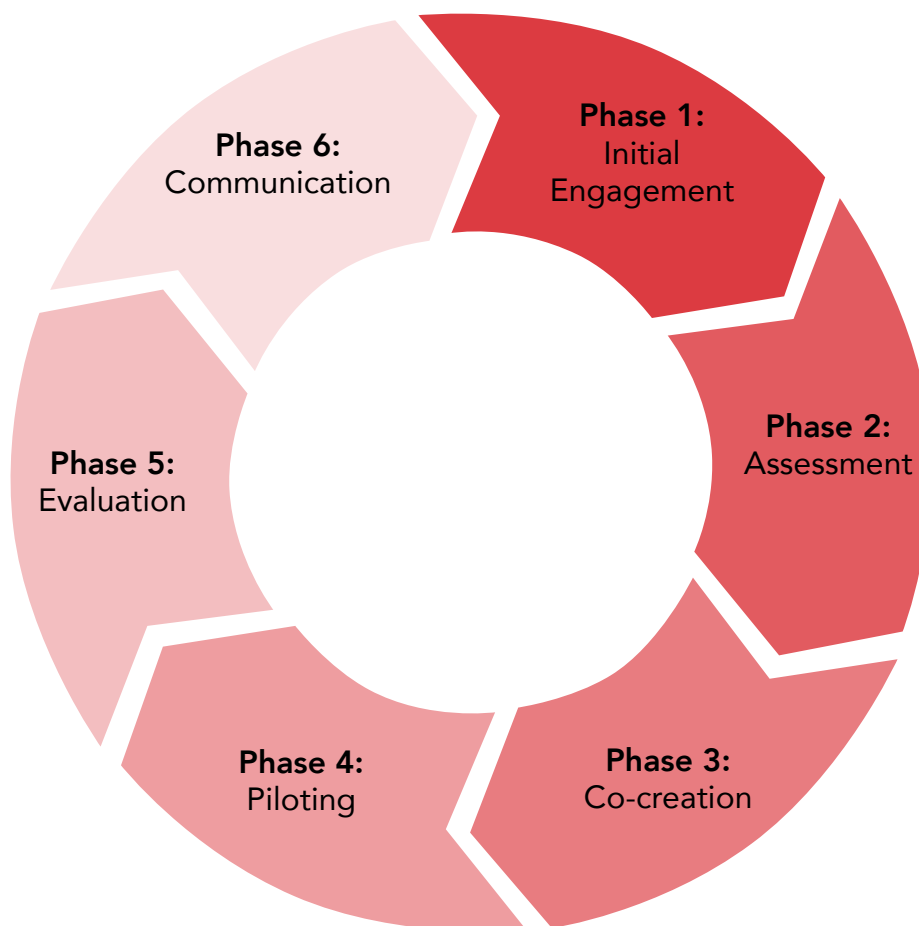 Phase 1:
Initial
Engagement
Phase 2:
Assessment
Phase 3:
Co-creation
Phase 4:
Piloting
Phase 5:
Evaluation
Phase 6:
Communication